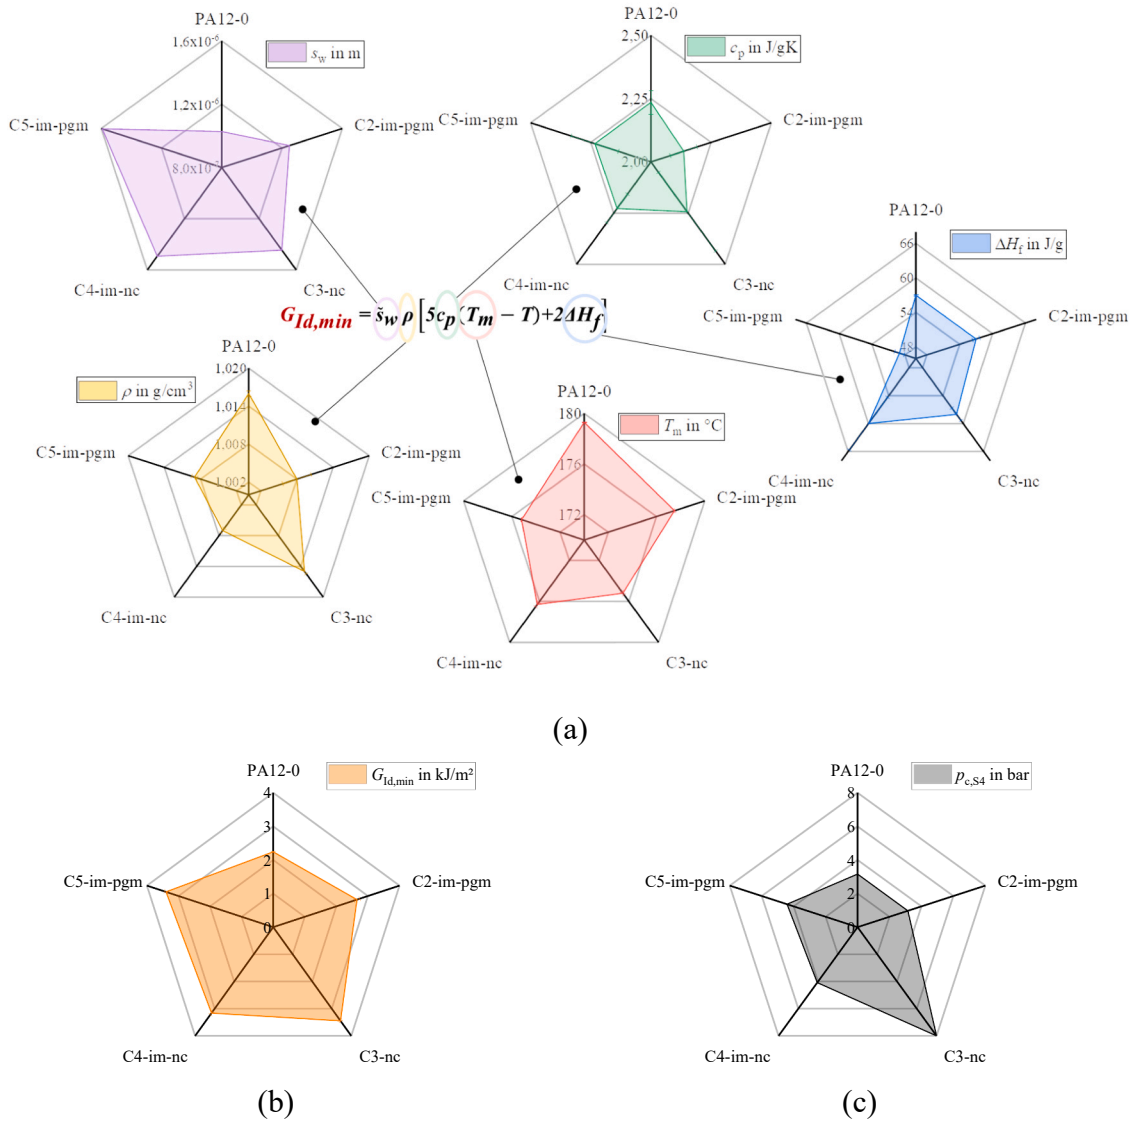 PA12-0
1,6x10⁻⁶
s_w in m
1,2x10⁻⁶
C5-im-pgm
C2-im-pgm
8,0x10⁻⁷
C4-im-nc
C3-nc
PA12-0
2,50
c_p in J/gK
2,25
C5-im-pgm
C2-im-pgm
2,00
C4-im-nc
C3-nc
PA12-0
66
ΔH_f in J/g
60
54
C5-im-pgm
C2-im-pgm
48
C4-im-nc
C3-nc
G_{Id,min} = s̃_w ρ [5c_p(T_m − T)+2ΔH_f]
PA12-0
1.020
ρ in g/cm³
1.014
1.008
C5-im-pgm
C2-im-pgm
1.002
C4-im-nc
C3-nc
PA12-0
180
T_m in °C
176
C5-im-pgm
C2-im-pgm
172
C4-im-nc
C3-nc
(a)
PA12-0
4
G_{Id,min} in kJ/m²
3
2
C5-im-pgm
C2-im-pgm
1
0
C4-im-nc
C3-nc
(b)
PA12-0
8
p_{c,S4} in bar
6
4
C5-im-pgm
C2-im-pgm
2
0
C4-im-nc
C3-nc
(c)